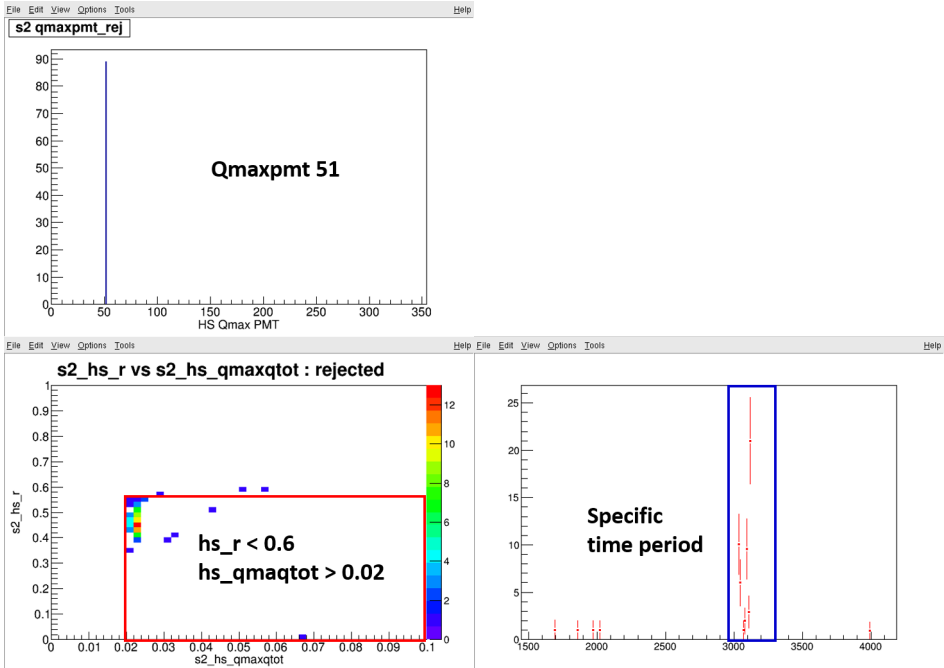 File Edit View Options Tools Help
s2 qmaxpmt_rej
90
80
70
60
50
40
30
20
10
0
Qmaxpmt 51
0 50 100 150 200 250 300 350
HS Qmax PMT
File Edit View Options Tools Help
s2_hs_r vs s2_hs_qmaxqtot : rejected
s2_hs_r
1
0.9
0.8
0.7
0.6
0.5
0.4
0.3
0.2
0.1
0
hs_r < 0.6
hs_qmaqtot > 0.02
12
10
8
6
4
2
0
0 0.01 0.02 0.03 0.04 0.05 0.06 0.07 0.08 0.09 0.1
s2_hs_qmaxqtot
File Edit View Options Tools Help
25
20
15
10
5
0
Specific
time period
1500 2000 2500 3000 3500 4000